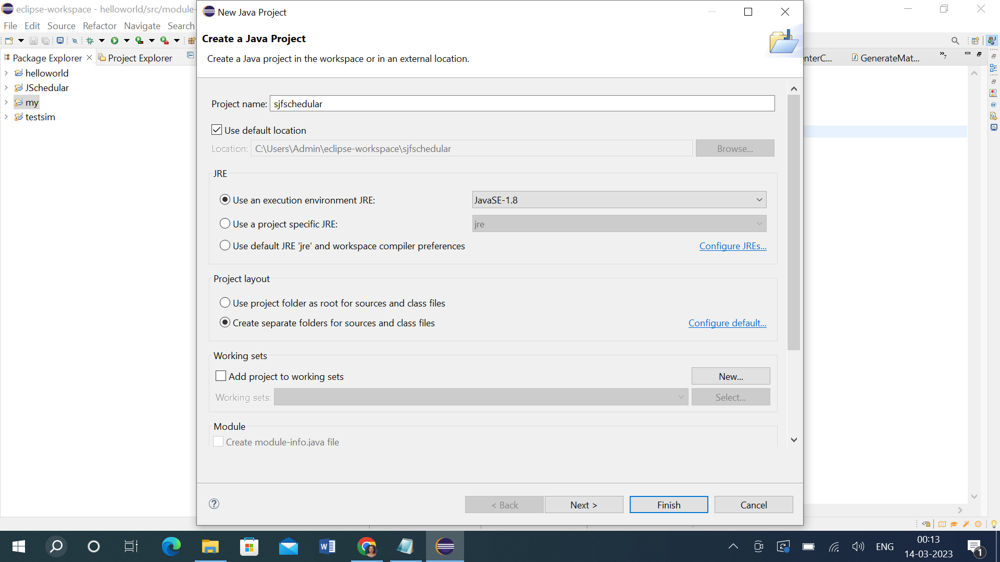 eclipse-workspace - helloworld/src/module-
File Edit Source Refactor Navigate Search
Package Explorer
Project Explorer
helloworld
JSchedular
my
testsim
New Java Project
Create a Java Project
Create a Java project in the workspace or in an external location.
Project name: sjfschedular
Use default location
Location: C:\Users\Admin\eclipse-workspace\sjfschedular
Browse...
JRE
Use an execution environment JRE: JavaSE-1.8
Use a project specific JRE: jre
Use default JRE 'jre' and workspace compiler preferences
Configure JREs...
Project layout
Use project folder as root for sources and class files
Create separate folders for sources and class files
Configure default...
Working sets
Add project to working sets
New...
Working sets:
Select...
Module
Create module-info.java file
< Back
Next >
Finish
Cancel
enterC...
GenerateMat...
»7
ENG
00:13
14-03-2023
1